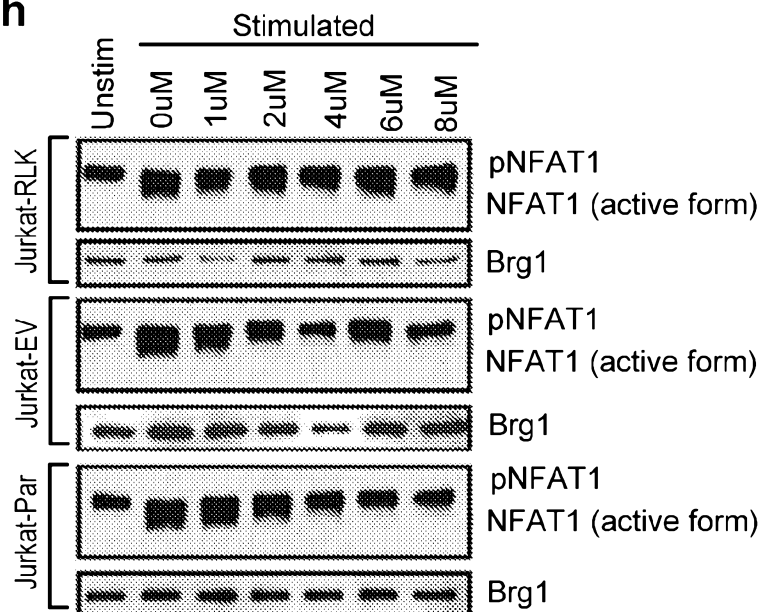 h
Stimulated
Unstim 0uM 1uM 2uM 4uM 6uM 8uM
Jurkat-RLK
pNFAT1
NFAT1 (active form)
Brg1
Jurkat-EV
pNFAT1
NFAT1 (active form)
Brg1
Jurkat-Par
pNFAT1
NFAT1 (active form)
Brg1